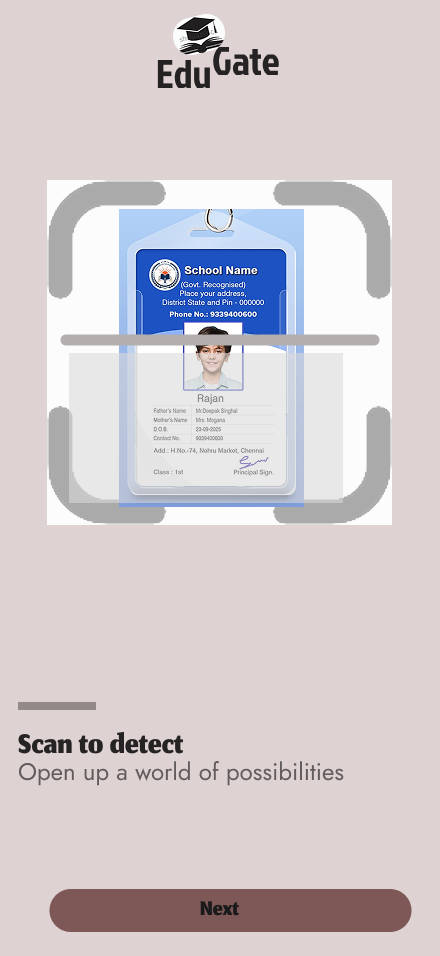 EduGate
School Name
(Govt. Recognised)
Place your address,
District State and Pin - 000000
Phone No.: 9339400600
Rajan
Father's Name Mr.Deepak Singhal
Mother's Name Mrs. Mogana
D.O.B. 23-09-2025
Contact No. 9339400600
Add : H.No.-74, Nehru Market, Chennai
Class : 1st Principal Sign.
Scan to detect
Open up a world of possibilities
Next